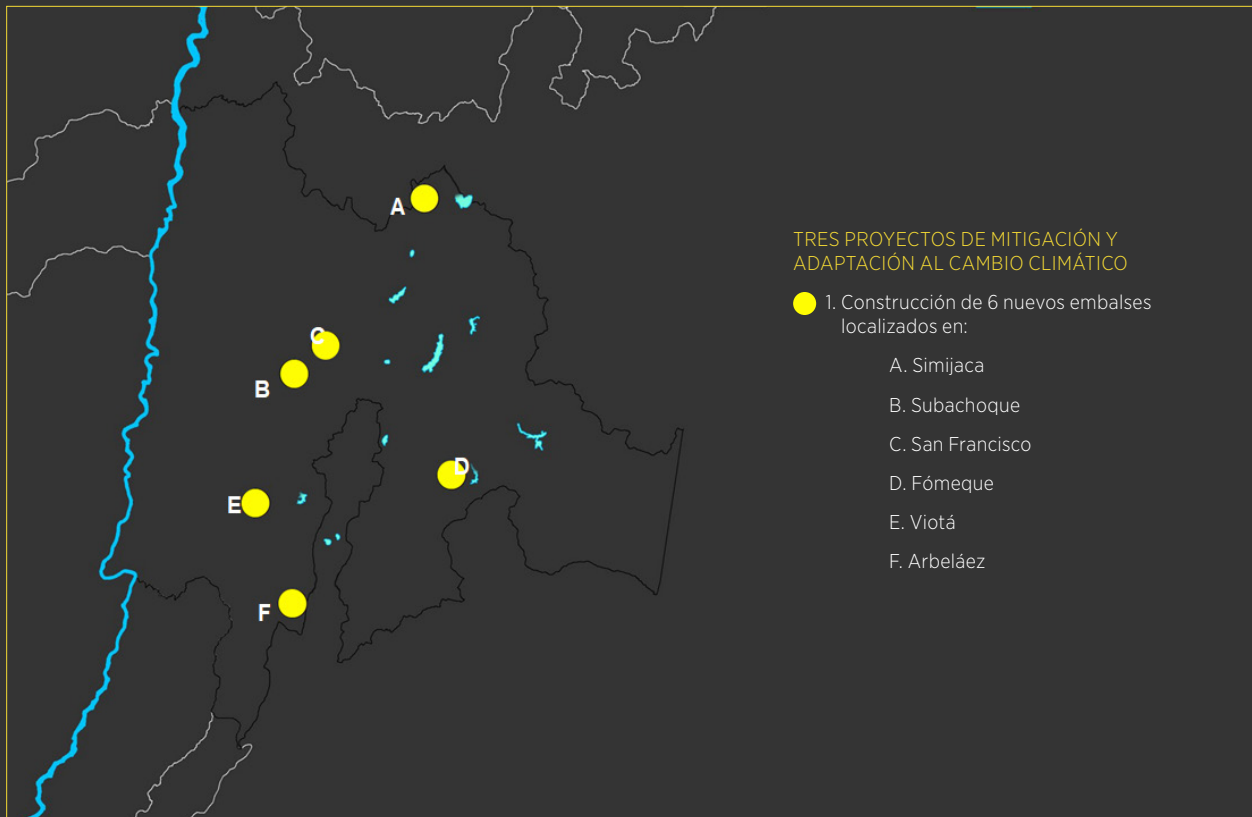 A
C
B
D
E
F
TRES PROYECTOS DE MITIGACIÓN Y
ADAPTACIÓN AL CAMBIO CLIMÁTICO
1. Construcción de 6 nuevos embalses
localizados en:
A. Simijaca
B. Subachoque
C. San Francisco
D. Fómeque
E. Viotá
F. Arbeláez